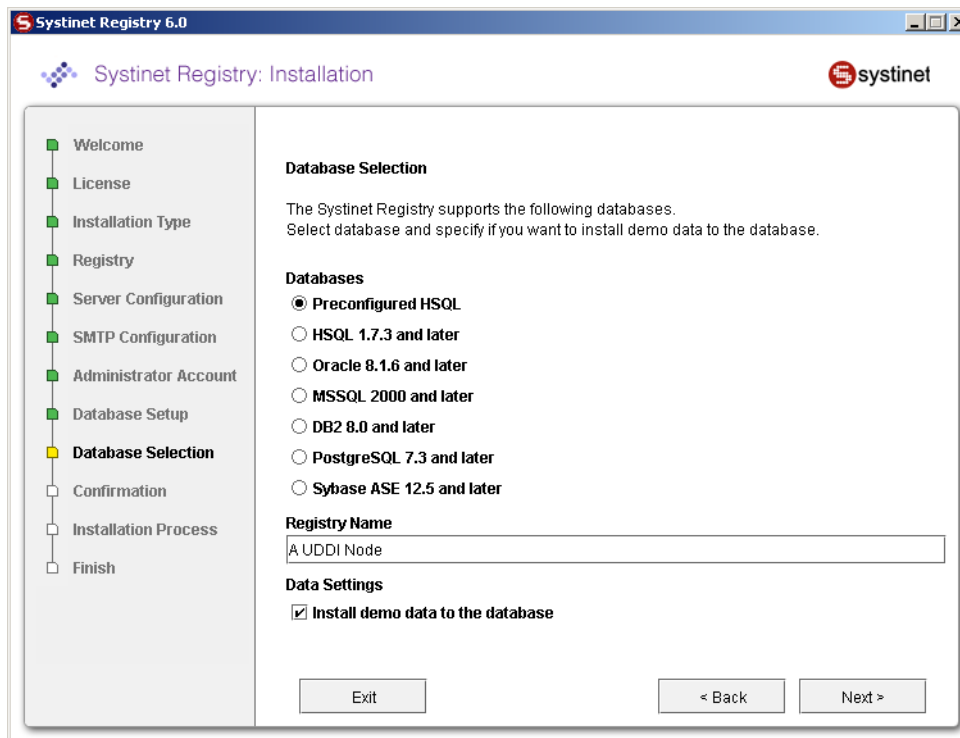 Systinet Registry 6.0
Systinet Registry: Installation
systinet
Welcome
License
Installation Type
Registry
Server Configuration
SMTP Configuration
Administrator Account
Database Setup
Database Selection
Confirmation
Installation Process
Finish
Database Selection
The Systinet Registry supports the following databases.
Select database and specify if you want to install demo data to the database.
Databases
Preconfigured HSQL
HSQL 1.7.3 and later
Oracle 8.1.6 and later
MSSQL 2000 and later
DB2 8.0 and later
PostgreSQL 7.3 and later
Sybase ASE 12.5 and later
Registry Name
A UDDI Node
Data Settings
Install demo data to the database
Exit
< Back
Next >